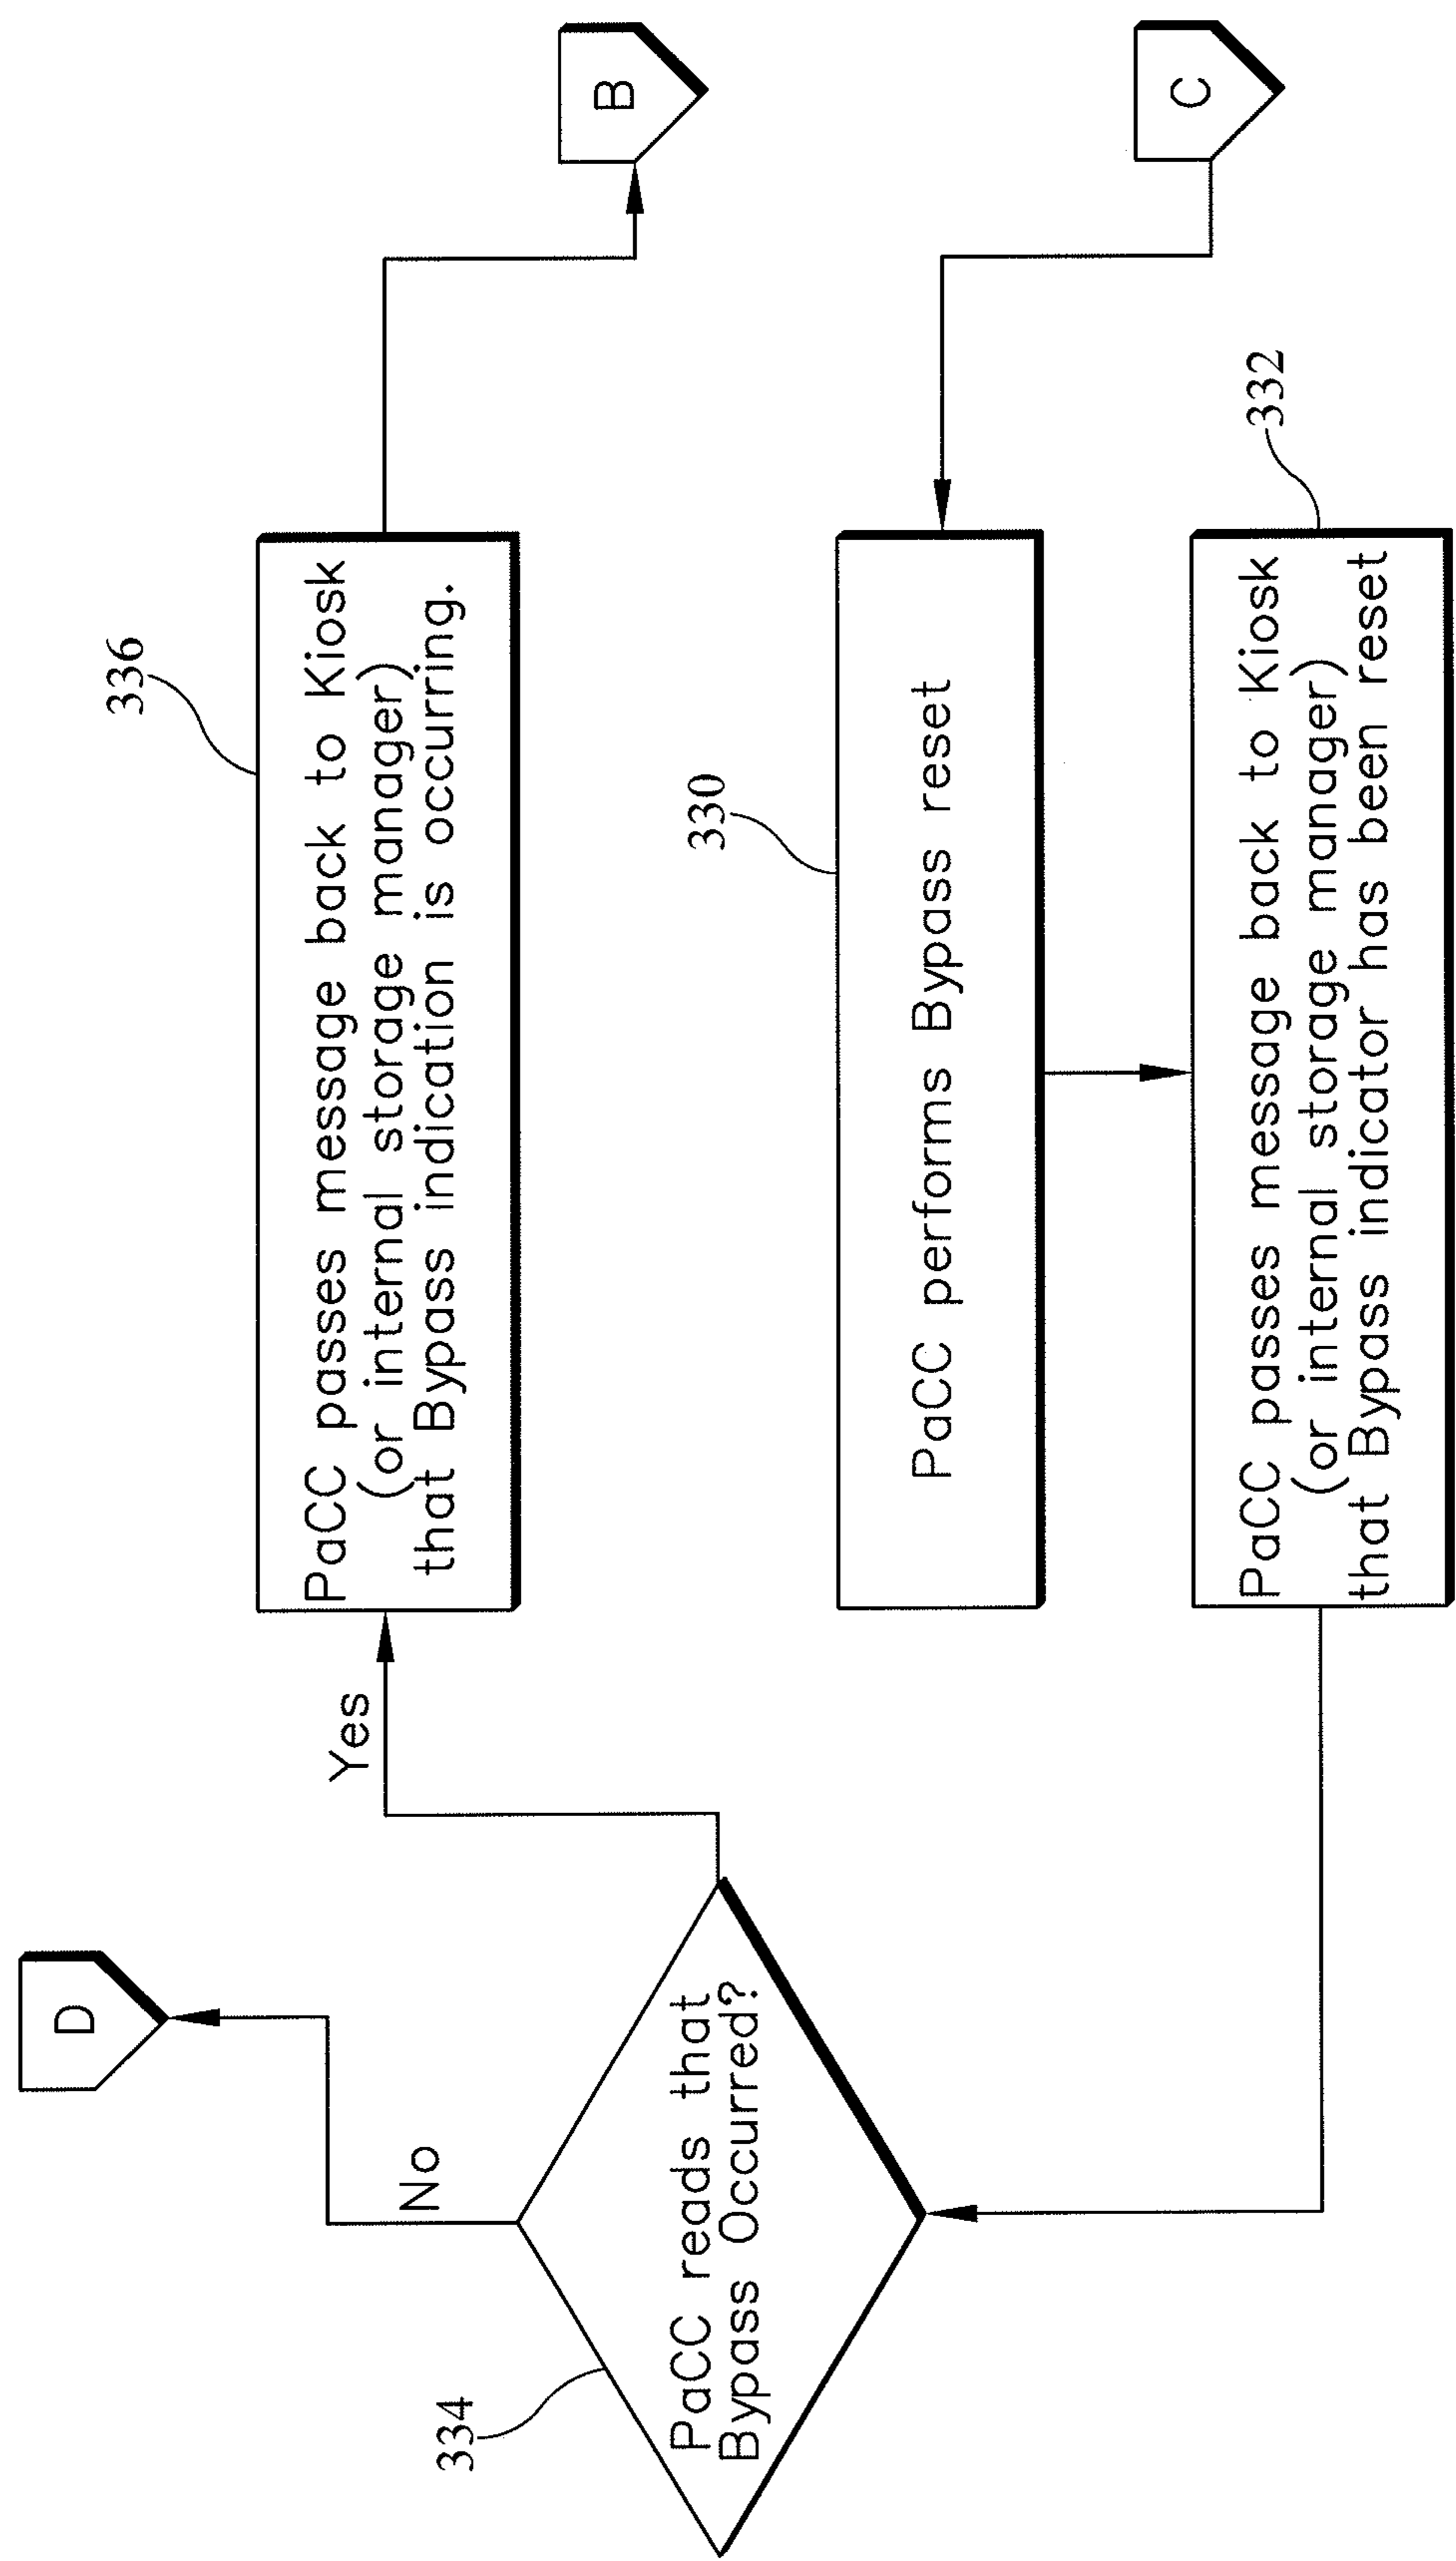 D
No
334
PaCC reads that
Bypass Occurred?
Yes
336
PaCC passes message back to Kiosk
(or internal storage manager)
that Bypass indication is occurring.
B
330
PaCC performs Bypass reset
C
332
PaCC passes message back to Kiosk
(or internal storage manager)
that Bypass indicator has been reset